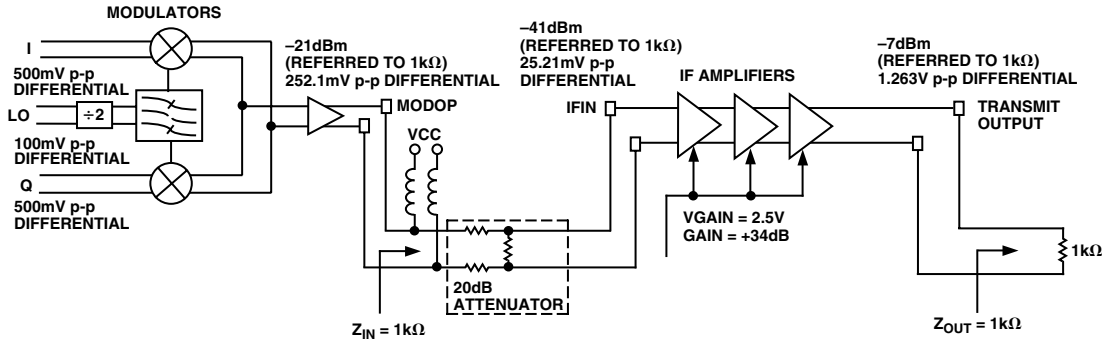 MODULATORS
I
500mV p-p
DIFFERENTIAL
LO
÷2
100mV p-p
DIFFERENTIAL
Q
500mV p-p
DIFFERENTIAL
–21dBm
(REFERRED TO 1kΩ)
252.1mV p-p DIFFERENTIAL
MODOP
VCC
20dB
ATTENUATOR
Z_IN = 1kΩ
–41dBm
(REFERRED TO 1kΩ)
25.21mV p-p
DIFFERENTIAL
IFIN
IF AMPLIFIERS
VGAIN = 2.5V
GAIN = +34dB
–7dBm
(REFERRED TO 1kΩ)
1.263V p-p DIFFERENTIAL
TRANSMIT
OUTPUT
1kΩ
Z_OUT = 1kΩ